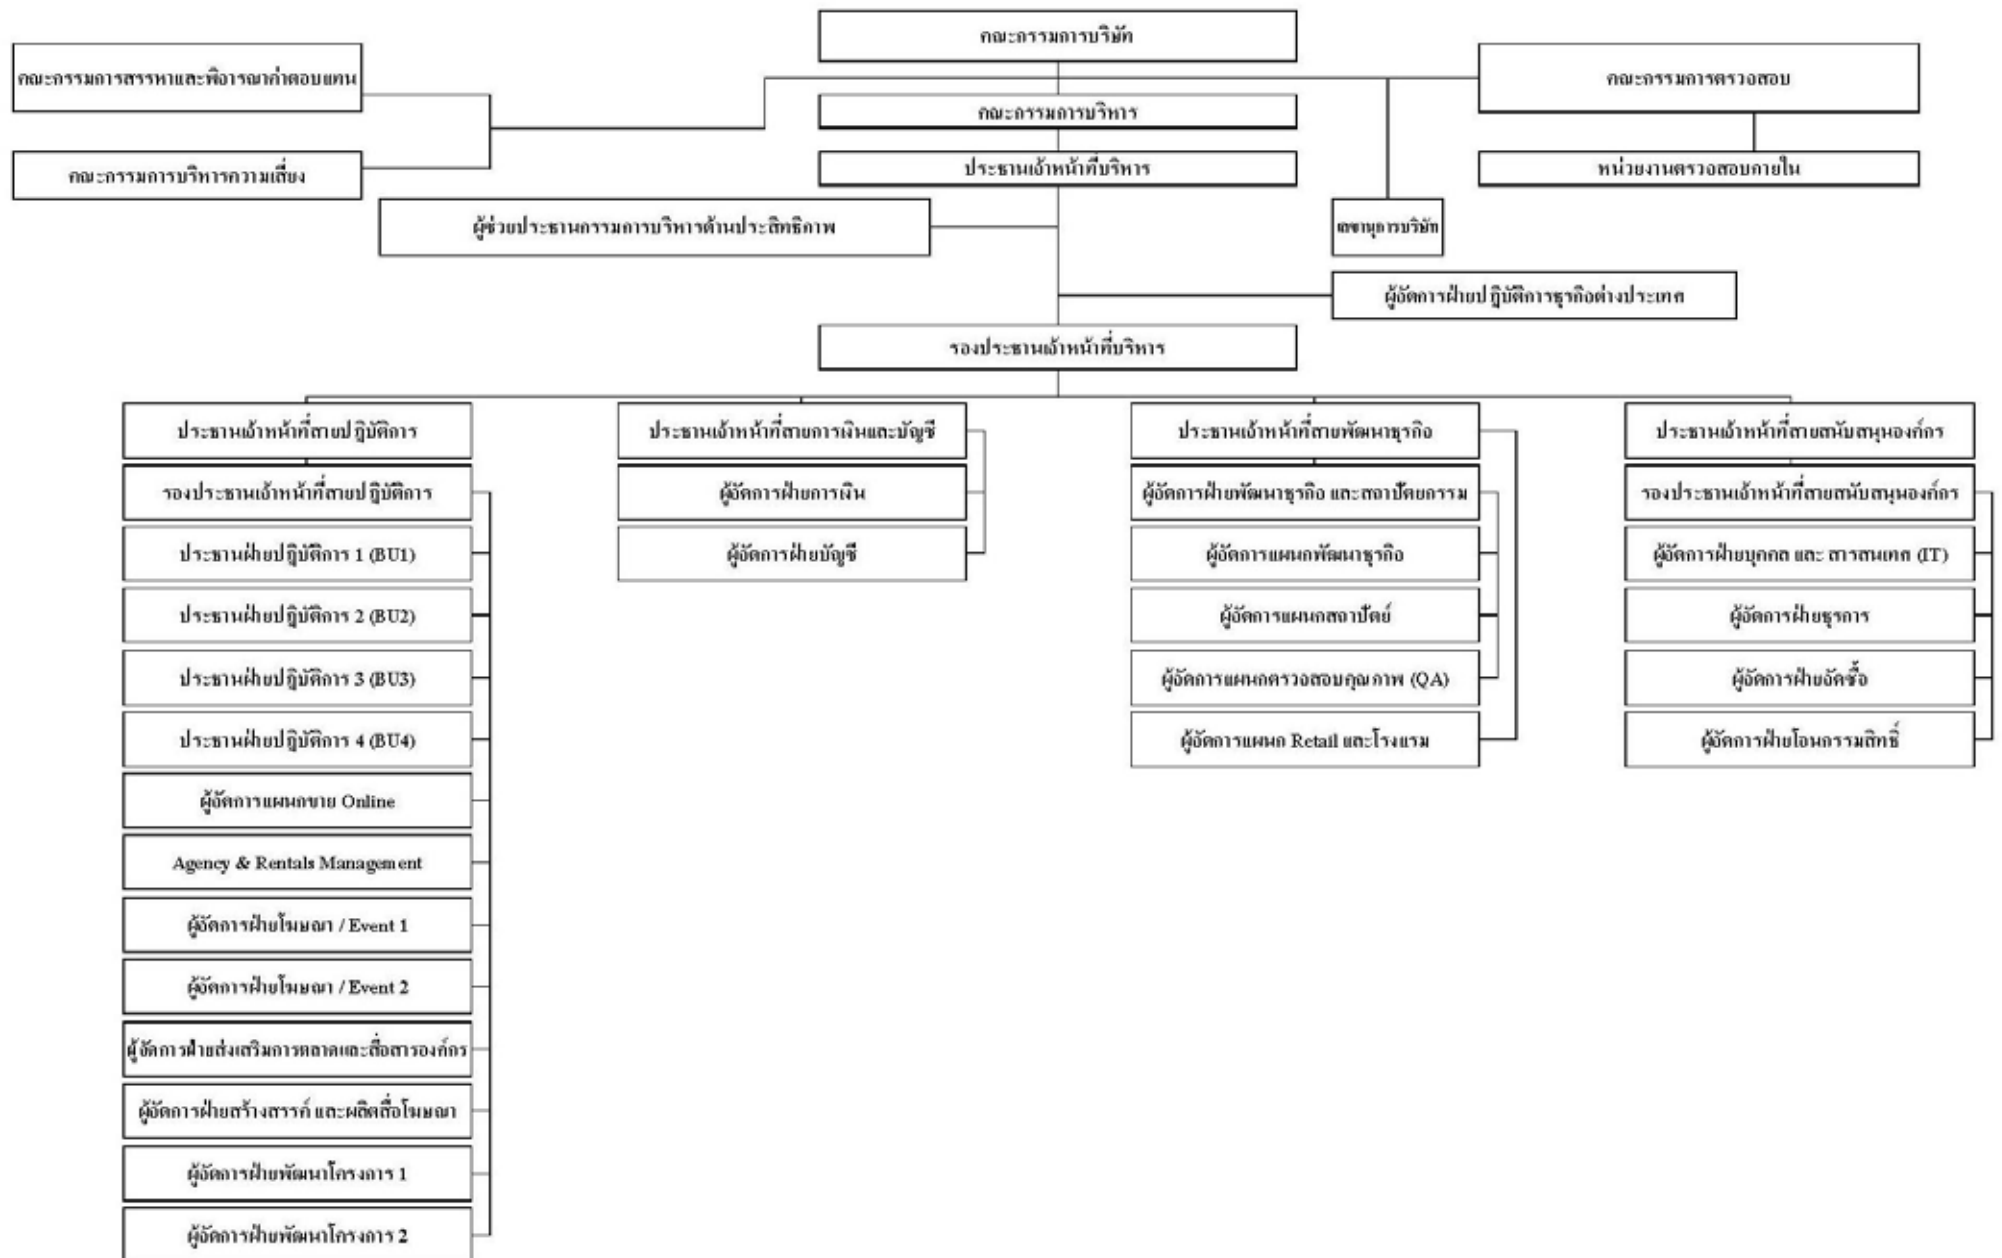 คณะกรรมการบริษัท
คณะกรรมการสรรหาและพิจารณาค่าตอบแทน
คณะกรรมการตรวจสอบ
คณะกรรมการบริหาร
คณะกรรมการบริหารความเสี่ยง
ประธานเจ้าหน้าที่บริหาร
หน่วยงานตรวจสอบภายใน
ผู้ช่วยประธานกรรมการบริหารด้านประสิทธิภาพ
เลขานุการบริษัท
ผู้จัดการฝ่ายปฎิบัติการธุรกิจต่างประเทศ
รองประธานเจ้าหน้าที่บริหาร
ประธานเจ้าหน้าที่สายปฎิบัติการ
รองประธานเจ้าหน้าที่สายปฎิบัติการ
ประธานฝ่ายปฎิบัติการ 1 (BU1)
ประธานฝ่ายปฎิบัติการ 2 (BU2)
ประธานฝ่ายปฎิบัติการ 3 (BU3)
ประธานฝ่ายปฎิบัติการ 4 (BU4)
ผู้จัดการแผนกขาย Online
Agency & Rentals Management
ผู้จัดการฝ่ายโฆษณา / Event 1
ผู้จัดการฝ่ายโฆษณา / Event 2
ผู้จัดการฝ่ายส่งเสริมการตลาดและสื่อสารองค์กร
ผู้จัดการฝ่ายสร้างสรรค์ และผลิตสื่อโฆษณา
ผู้จัดการฝ่ายพัฒนาโครงการ 1
ผู้จัดการฝ่ายพัฒนาโครงการ 2
ประธานเจ้าหน้าที่สายการเงินและบัญชี
ผู้จัดการฝ่ายการเงิน
ผู้จัดการฝ่ายบัญชี
ประธานเจ้าหน้าที่สายพัฒนาธุรกิจ
ผู้จัดการฝ่ายพัฒนาธุรกิจ และสถาปัตยกรรม
ผู้จัดการแผนกพัฒนาธุรกิจ
ผู้จัดการแผนกสถาปัตย์
ผู้จัดการแผนกตรวจสอบคุณภาพ (QA)
ผู้จัดการแผนก Retail และโรงแรม
ประธานเจ้าหน้าที่สายสนับสนุนองค์กร
รองประธานเจ้าหน้าที่สายสนับสนุนองค์กร
ผู้จัดการฝ่ายบุคคล และ สารสนเทศ (IT)
ผู้จัดการฝ่ายธุรการ
ผู้จัดการฝ่ายจัดซื้อ
ผู้จัดการฝ่ายโอนกรรมสิทธิ์